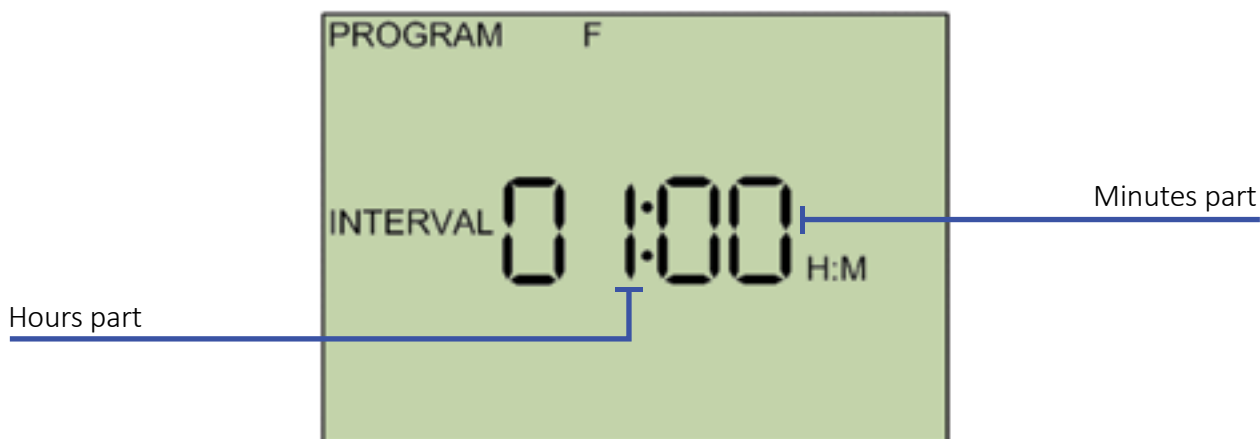 PROGRAM F
Minutes part
INTERVAL 01:00
H:M
Hours part